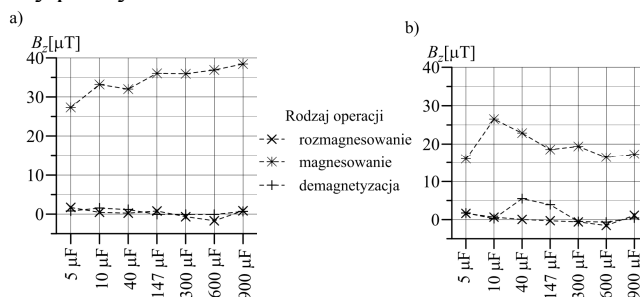 a)
B_z[µT]
40
30
20
10
0
5 µF
10 µF
40 µF
147 µF
300 µF
600 µF
900 µF
Rodzaj operacji
rozmagnesowanie
magnesowanie
demagnetyzacja
b)
B_z[µT]
40
30
20
10
0
5 µF
10 µF
40 µF
147 µF
300 µF
600 µF
900 µF